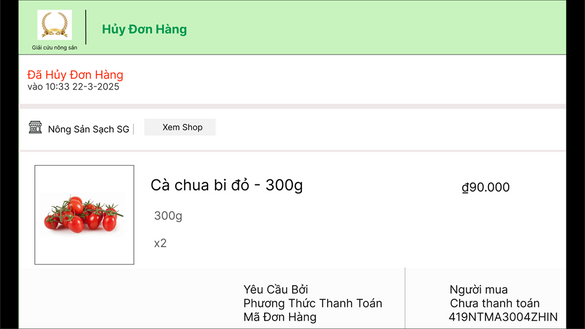 Giải cứu nông sản
Hủy Đơn Hàng
Đã Hủy Đơn Hàng
vào 10:33 22-3-2025
Nông Sản Sạch SG
Xem Shop
Cà chua bi đỏ - 300g
₫90.000
300g
x2
Yêu Cầu Bởi
Người mua
Phương Thức Thanh Toán
Chưa thanh toán
Mã Đơn Hàng
419NTMA3004ZHIN